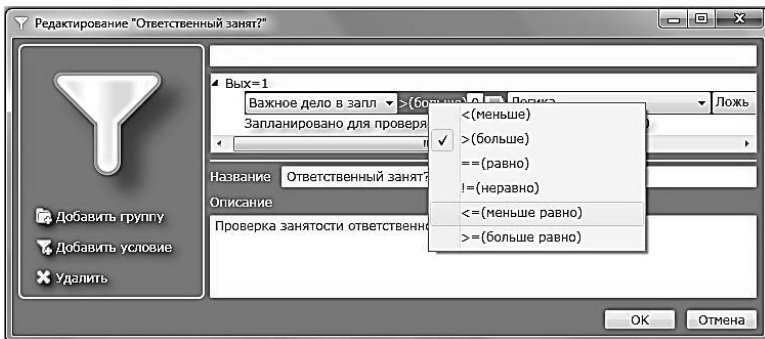 Редактирование "Ответственный занят?"
Вых=1
Важное дело в запл >(больше) 0 Логика Ложь
Запланировано для проверя
<(меньше)
>(больше)
==(равно)
!=(неравно)
<=(меньше равно)
>=(больше равно)
Название Ответственный занят?
Описание
Проверка занятости ответственно
Добавить группу
Добавить условие
Удалить
OK Отмена